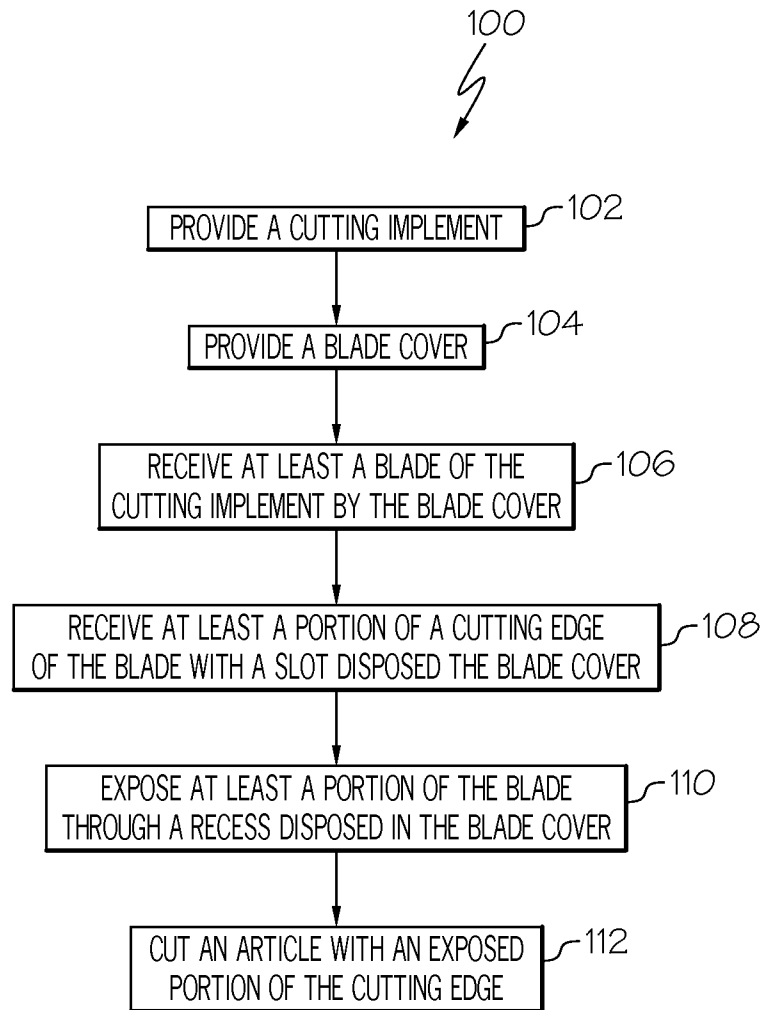 100
PROVIDE A CUTTING IMPLEMENT
102
PROVIDE A BLADE COVER
104
RECEIVE AT LEAST A BLADE OF THE
CUTTING IMPLEMENT BY THE BLADE COVER
106
RECEIVE AT LEAST A PORTION OF A CUTTING EDGE
OF THE BLADE WITH A SLOT DISPOSED THE BLADE COVER
108
EXPOSE AT LEAST A PORTION OF THE BLADE
THROUGH A RECESS DISPOSED IN THE BLADE COVER
110
CUT AN ARTICLE WITH AN EXPOSED
PORTION OF THE CUTTING EDGE
112